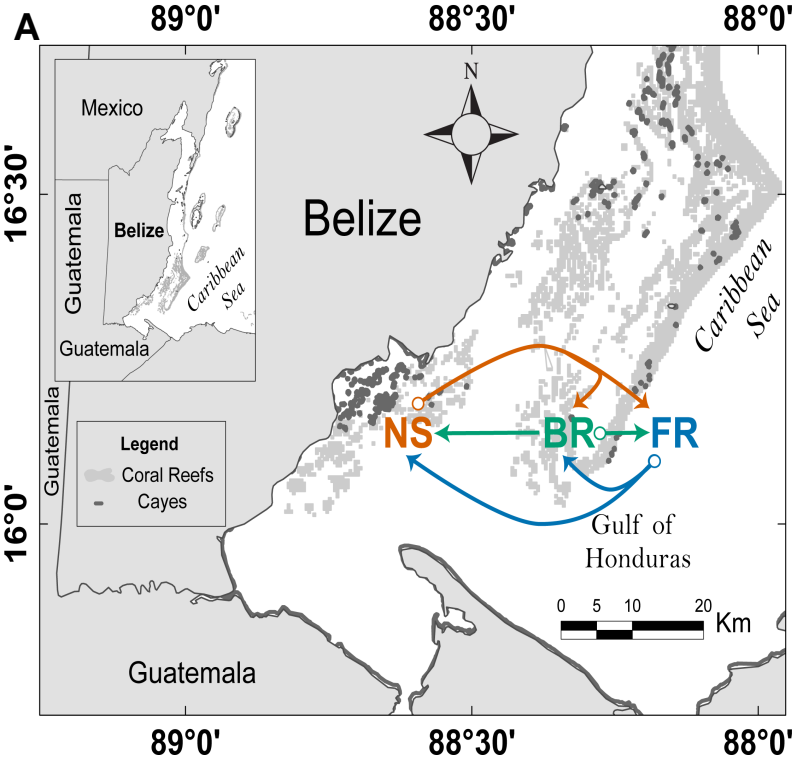 A
89°0'
88°30'
88°0'
N
Mexico
16°30'
Guatemala
Belize
Belize
Caribbean
Sea
Caribbean
Sea
Guatemala
Guatemala
NS
BR
FR
Legend
Coral Reefs
Cayes
16°0'
Gulf of
Honduras
0 5 10 20
Km
Guatemala
89°0'
88°30'
88°0'